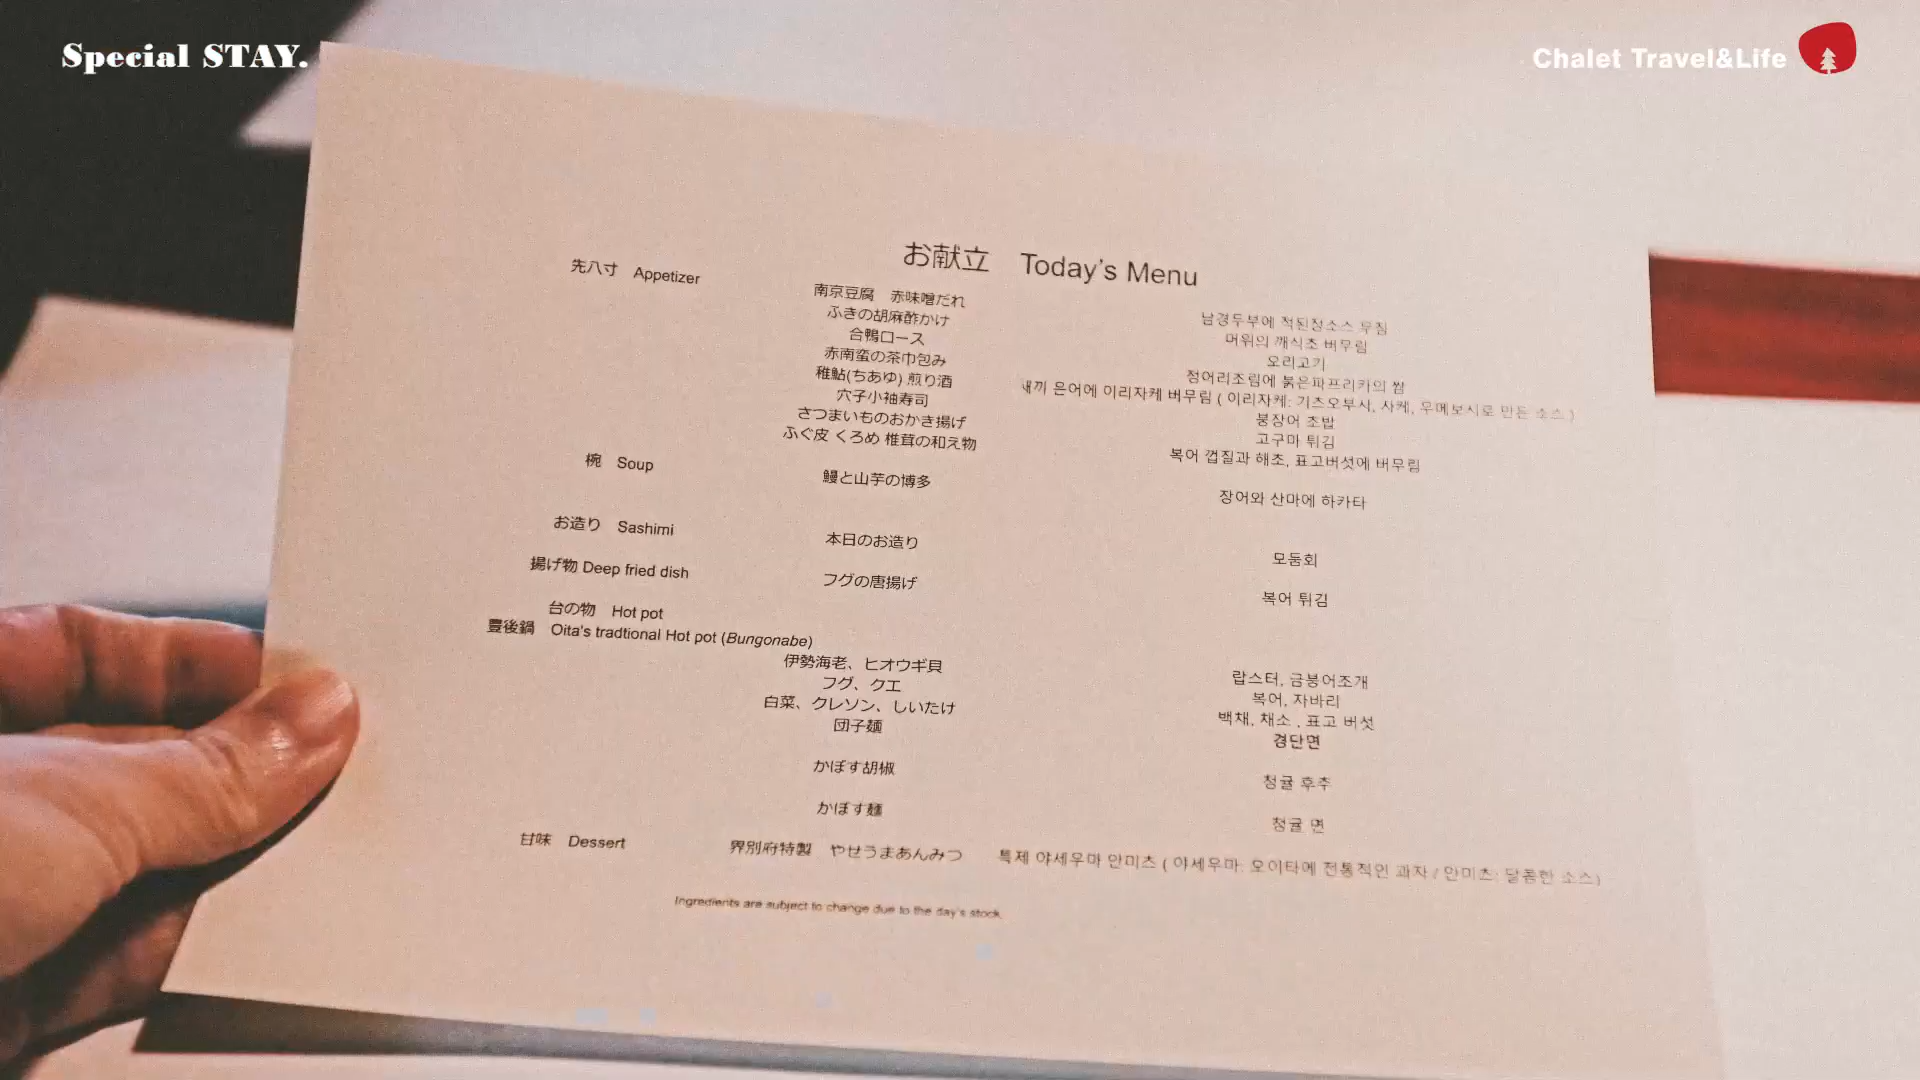 Special STAY.
Chalet Travel&Life
お献立 Today's Menu
先八寸 Appetizer
南京豆腐 赤味噌だれ 남경두부에 적된장소스 무침
ふきの胡麻酢かけ 머위의 깨식초 버무림
合鴨ロース 오리고기
赤南蛮の茶巾包み 정어리조림에 붉은파프리카의 쌈
稚鮎(ちあゆ) 煎り酒 새끼 은어에 이리자케 버무림 ( 이리자케: 기츠오부시, 사케, 우메보시로 만든 소스 )
穴子小袖寿司 붕장어 초밥
さつまいものおかき揚げ 고구마 튀김
ふぐ皮 くろめ 椎茸の和え物 복어 껍질과 해초, 표고버섯에 버무림
椀 Soup
鰻と山芋の博多 장어와 산마에 하카타
お造り Sashimi
本日のお造り 모둠회
揚げ物 Deep fried dish
フグの唐揚げ 복어 튀김
台の物 Hot pot
豊後鍋 Oita's tradtional Hot pot (Bungonabe)
伊勢海老、ヒオウギ貝 랍스터, 금붕어조개
フグ、クエ 복어, 자바리
白菜、クレソン、しいたけ 백채, 채소 , 표고 버섯
団子麺 경단면
かぼす胡椒 청귤 후추
かぼす麺 청귤 면
甘味 Dessert
界別府特製 やせうまあんみつ 특제 야세우마 안미츠 ( 야세우마: 오이타에 전통적인 과자 / 안미츠: 달콤한 소스)
Ingredients are subject to change due to the day's stock.